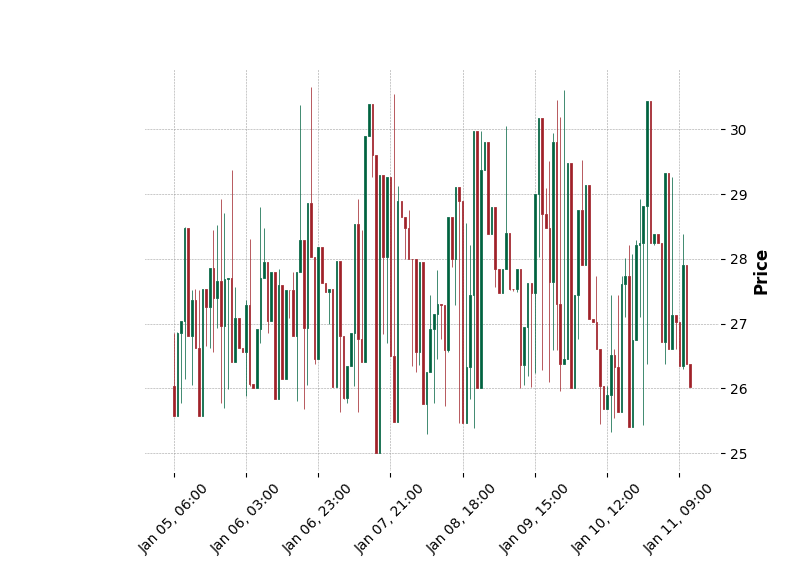 30
29
28
27
26
25
Price
Jan 05, 06:00
Jan 06, 03:00
Jan 06, 23:00
Jan 07, 21:00
Jan 08, 18:00
Jan 09, 15:00
Jan 10, 12:00
Jan 11, 09:00